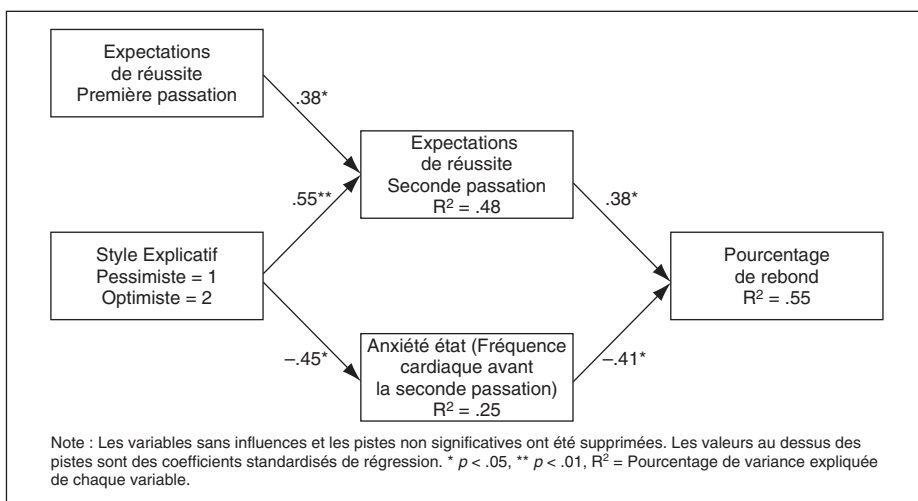 Expectations
de réussite
Première passation
.38*
Expectations
de réussite
Seconde passation
R² = .48
.55**
.38*
Style Explicatif
Pessimiste = 1
Optimiste = 2
Pourcentage
de rebond
R² = .55
–.45*
Anxiété état (Fréquence
cardiaque avant
la seconde passation)
R² = .25
–.41*
Note : Les variables sans influences et les pistes non significatives ont été supprimées. Les valeurs au dessus des
pistes sont des coefficients standardisés de régression. * p < .05, ** p < .01, R² = Pourcentage de variance expliquée
de chaque variable.